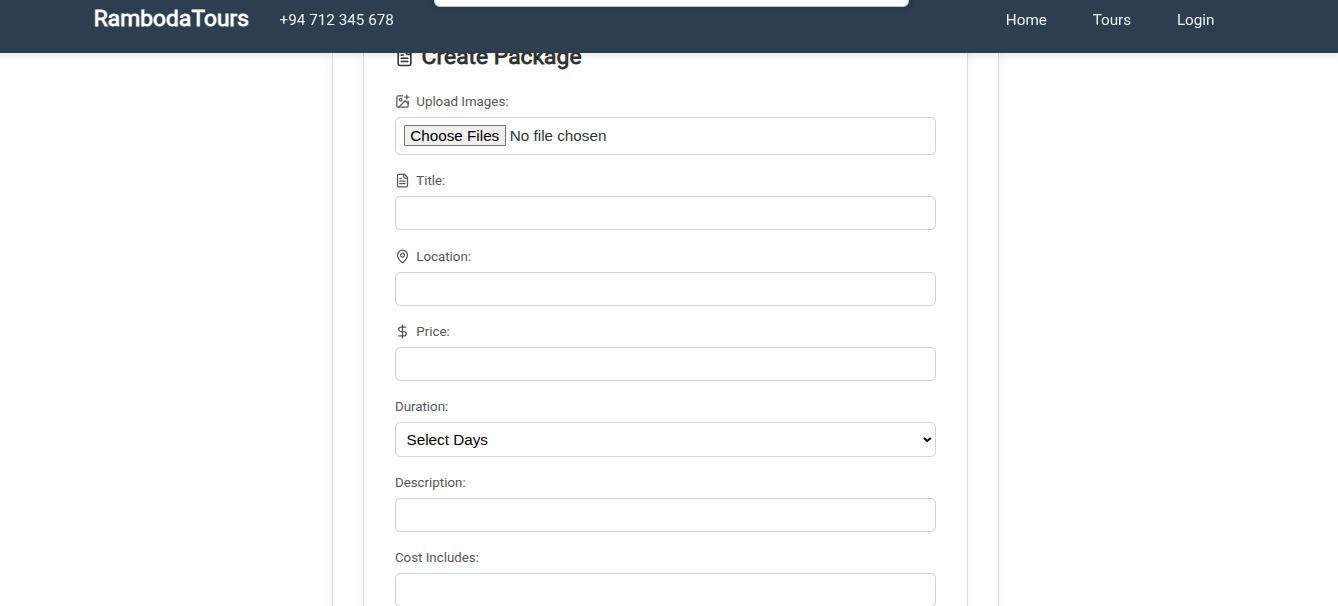 RambodaTours +94 712 345 678 Home Tours Login
Create Package
Upload Images:
Choose Files No file chosen
Title:
Location:
Price:
Duration:
Select Days
Description:
Cost Includes: